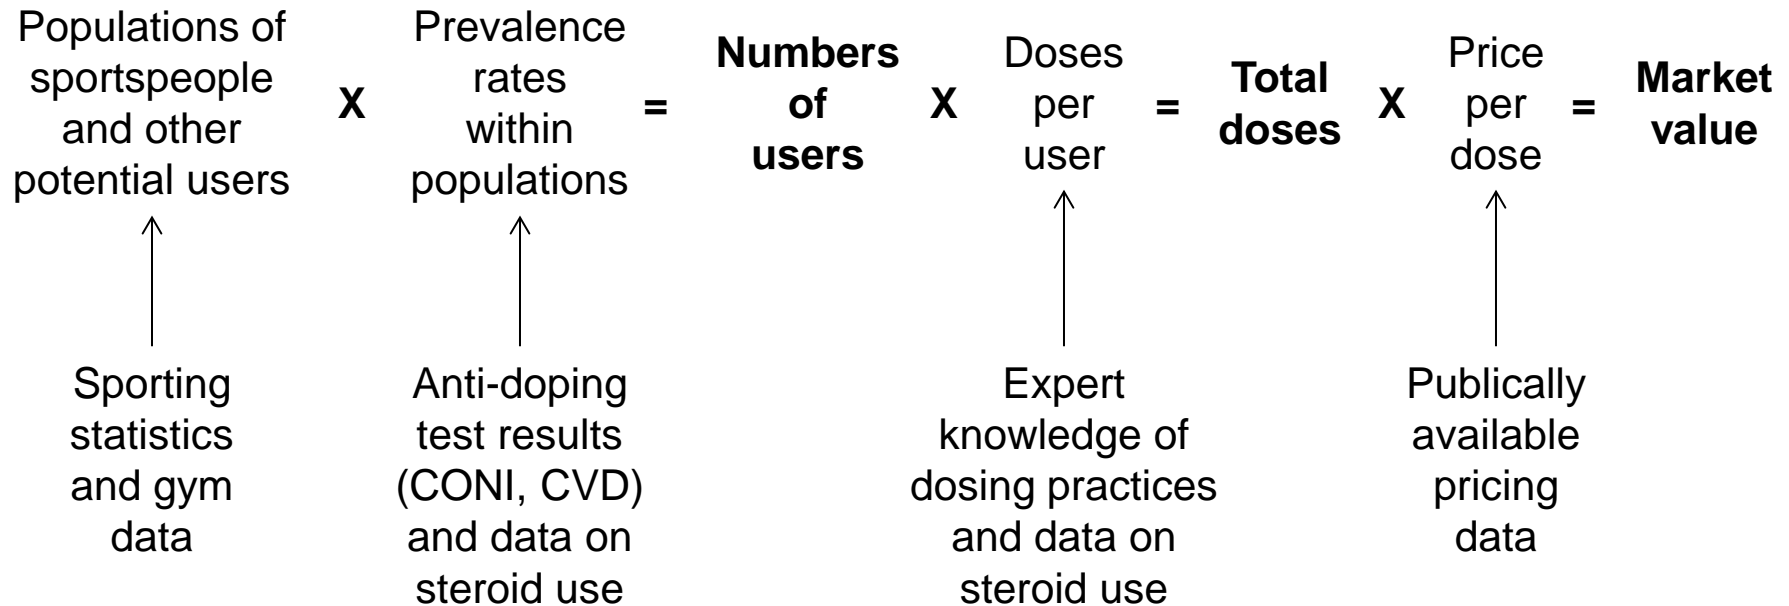 Populations of
sportspeople
and other
potential users
X
Prevalence
rates
within
populations
=
Numbers
of
users
X
Doses
per
user
=
Total
doses
X
Price
per
dose
=
Market
value
Sporting
statistics
and gym
data
Anti-doping
test results
(CONI, CVD)
and data on
steroid use
Expert
knowledge of
dosing practices
and data on
steroid use
Publically
available
pricing
data